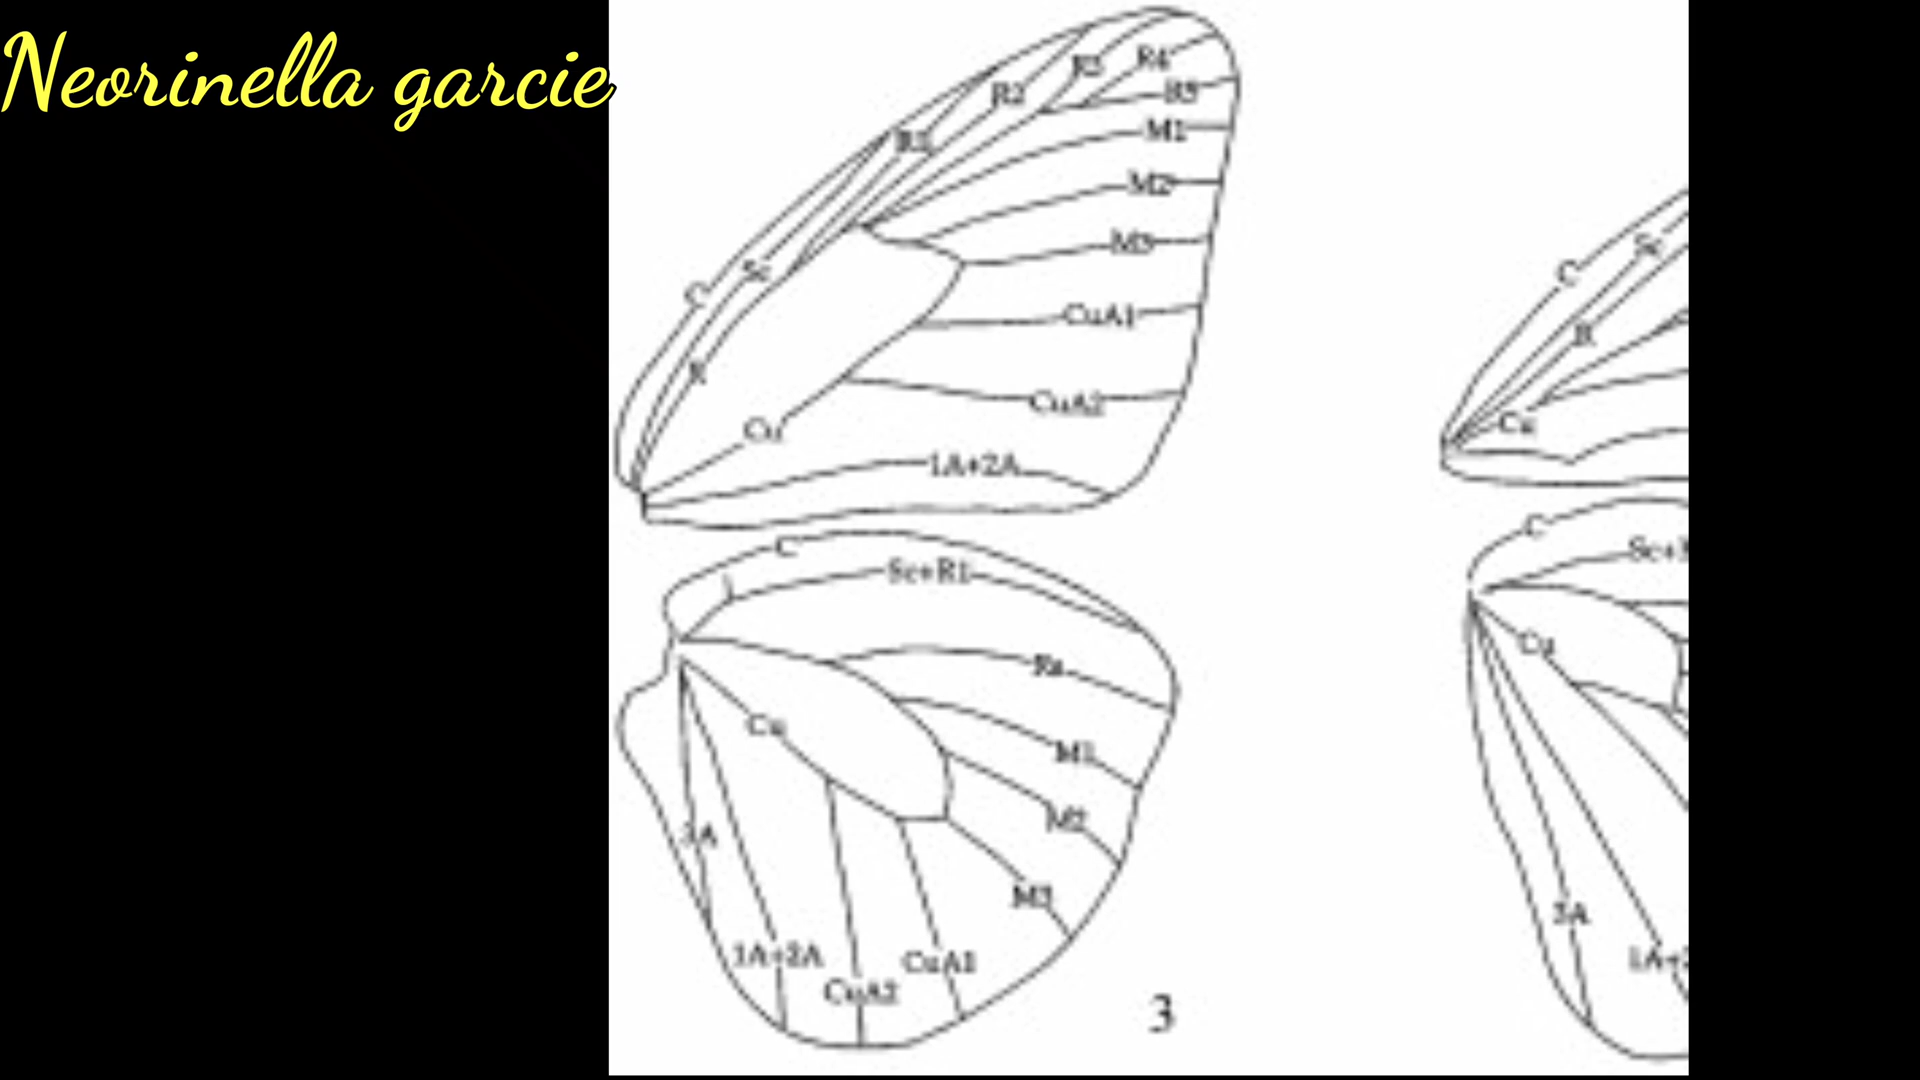 Neorinella garcie
R2
R3
R4
R5
R1
M1
M2
M3
C
Sc
R
CuA1
CuA2
Cu
1A+2A
C
Sc+R1
Rs
Cu
M1
M2
M3
3A
1A+2A
CuA2
CuA1
3
C
Sc
R
Cu
C
Cu
3A